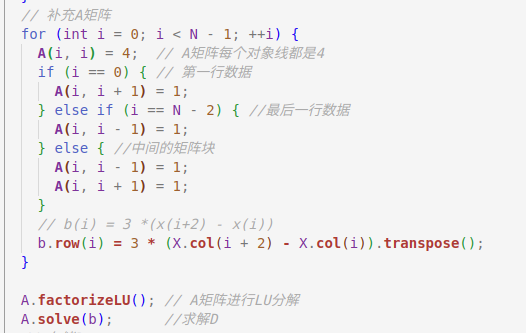 // 补充A矩阵
for (int i = 0; i < N - 1; ++i) {
  A(i, i) = 4;  // A矩阵每个对象线都是4
  if (i == 0) { // 第一行数据
    A(i, i + 1) = 1;
  } else if (i == N - 2) { //最后一行数据
    A(i, i - 1) = 1;
  } else { //中间的矩阵块
    A(i, i - 1) = 1;
    A(i, i + 1) = 1;
  }
  // b(i) = 3 *(x(i+2) - x(i))
  b.row(i) = 3 * (X.col(i + 2) - X.col(i)).transpose();
}
A.factorizeLU(); // A矩阵进行LU分解
A.solve(b);      //求解D